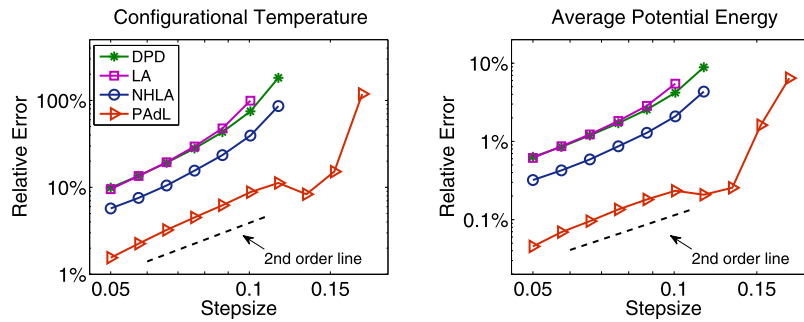 Configurational Temperature
Relative Error
100%
10%
1%
DPD
LA
NHLA
PAdL
2nd order line
0.05
0.1
0.15
Stepsize
Average Potential Energy
Relative Error
10%
1%
0.1%
2nd order line
0.05
0.1
0.15
Stepsize